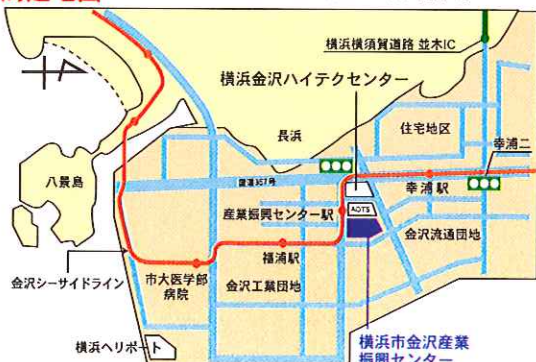 横浜横須賀道路 並木IC
横浜金沢ハイテクセンター
長浜
住宅地区
幸浦二
八景島
国道357号
幸浦駅
産業振興センター駅
AOTS
金沢流通団地
福浦駅
金沢シーサイドライン
市大医学部
病院
金沢工業団地
横浜ヘリポート
横浜市金沢産業
振興センター